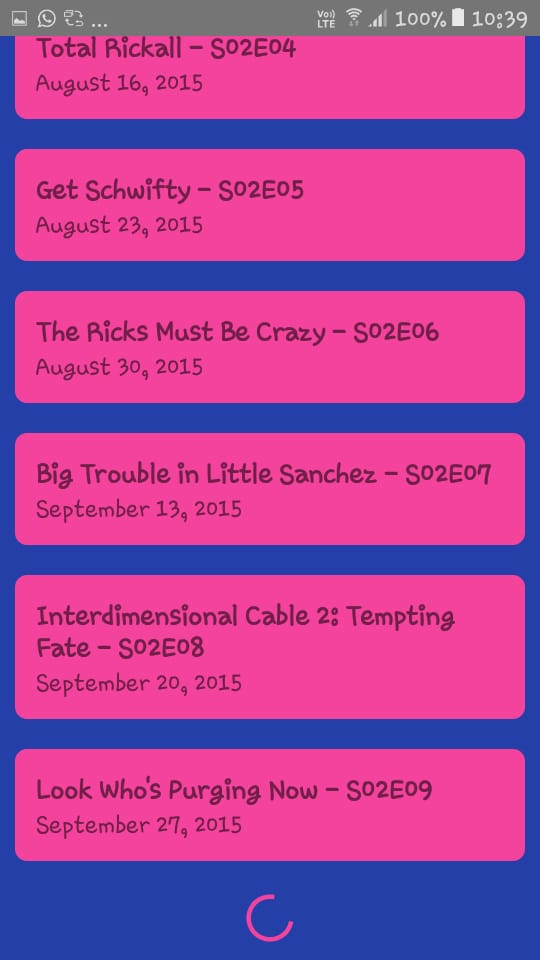 Vo)) LTE 100% 10:39
Total Rickall - S02E04
August 16, 2015
Get Schwifty - S02E05
August 23, 2015
The Ricks Must Be Crazy - S02E06
August 30, 2015
Big Trouble in Little Sanchez - S02E07
September 13, 2015
Interdimensional Cable 2: Tempting
Fate - S02E08
September 20, 2015
Look Who's Purging Now - S02E09
September 27, 2015